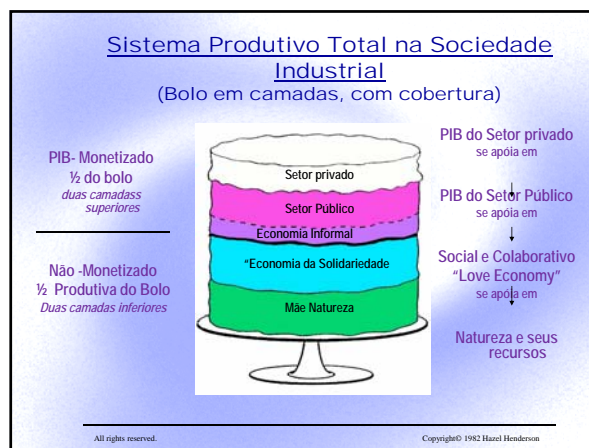 Sistema Produtivo Total na Sociedade
Industrial
(Bolo em camadas, com cobertura)
PIB- Monetizado
½ do bolo
duas camadass
superiores
Não -Monetizado
½ Produtiva do Bolo
Duas camadas inferiores
Setor privado
Setor Público
Economia Informal
“Economia da Solidariedade
Mãe Natureza
PIB do Setor privado
se apóia em
PIB do Setor Público
se apóia em
Social e Colaborativo
“Love Economy”
se apóia em
Natureza e seus
recursos
All rights reserved.
Copyright© 1982 Hazel Henderson